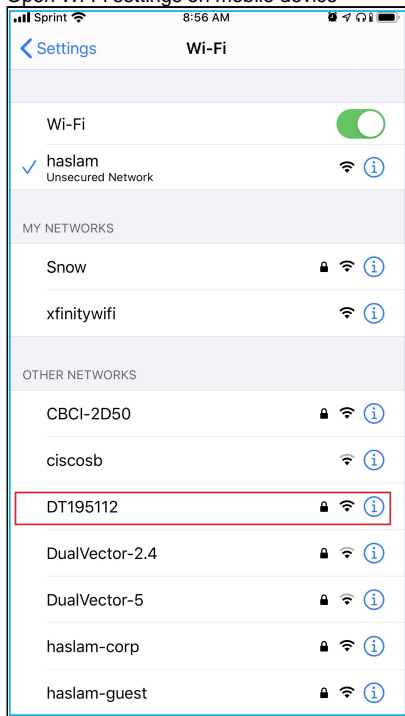 Open Wi-Fi settings on mobile device
Sprint 8:56 AM
Settings Wi-Fi
Wi-Fi
haslam
Unsecured Network
MY NETWORKS
Snow
xfinitywifi
OTHER NETWORKS
CBCI-2D50
ciscosb
DT195112
DualVector-2.4
DualVector-5
haslam-corp
haslam-guest